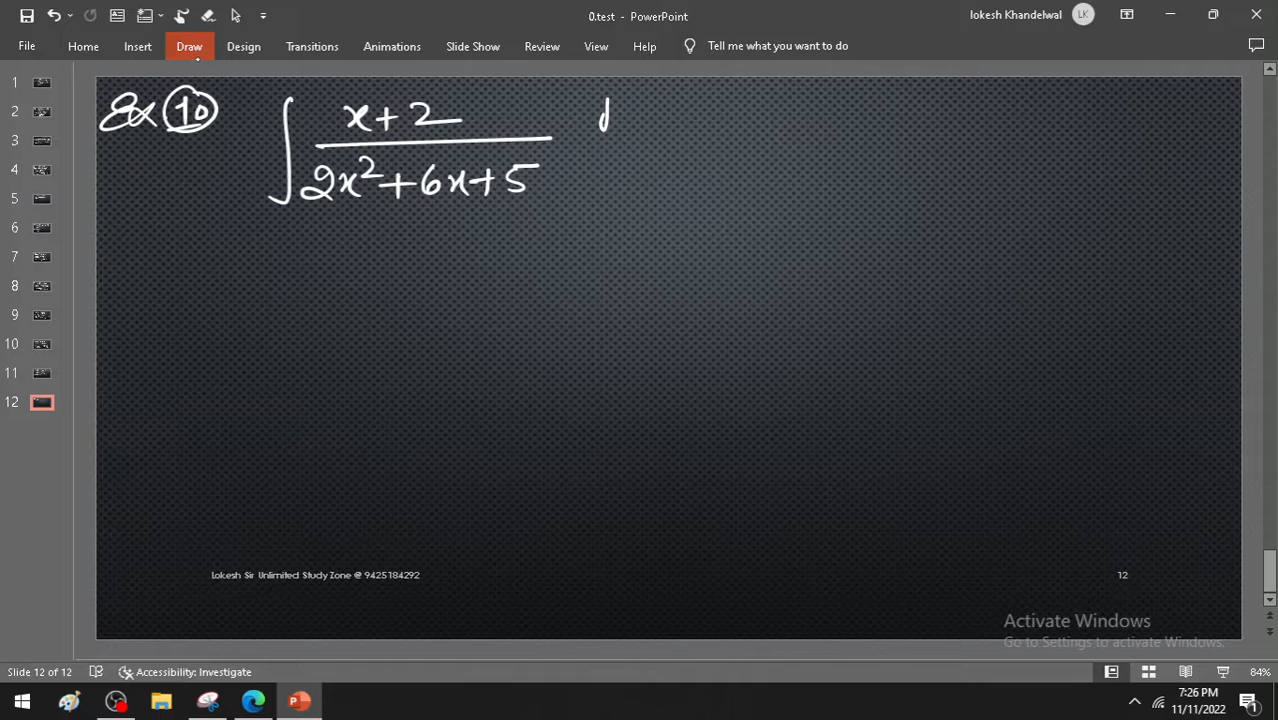 0.test - PowerPoint
lokesh Khandelwal LK
File Home Insert Draw Design Transitions Animations Slide Show Review View Help Tell me what you want to do
1
2
3
4
5
6
7
8
9
10
11
12
Ex 10 ∫ x+2 d
2x²+6x+5
Lokesh Sir Unlimited Study Zone @ 9425184292 12
Activate Windows
Go to Settings to activate Windows.
Slide 12 of 12 Accessibility: Investigate 84%
7:26 PM
11/11/2022
1